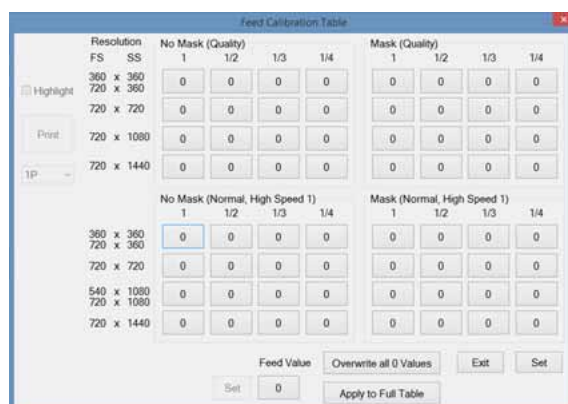 Feed Calibration Table
Resolution No Mask (Quality) Mask (Quality)
FS SS 1 1/2 1/3 1/4 1 1/2 1/3 1/4
360 x 360
720 x 360 0 0 0 0 0 0 0 0
Highlight
720 x 720 0 0 0 0 0 0 0 0
Print
720 x 1080 0 0 0 0 0 0 0 0
720 x 1440 0 0 0 0 0 0 0 0
1P
No Mask (Normal, High Speed 1) Mask (Normal, High Speed 1)
1 1/2 1/3 1/4 1 1/2 1/3 1/4
360 x 360
720 x 360 0 0 0 0 0 0 0 0
720 x 720 0 0 0 0 0 0 0 0
540 x 1080
720 x 1080 0 0 0 0 0 0 0 0
720 x 1440 0 0 0 0 0 0 0 0
Feed Value Overwrite all 0 Values Exit Set
Set 0 Apply to Full Table